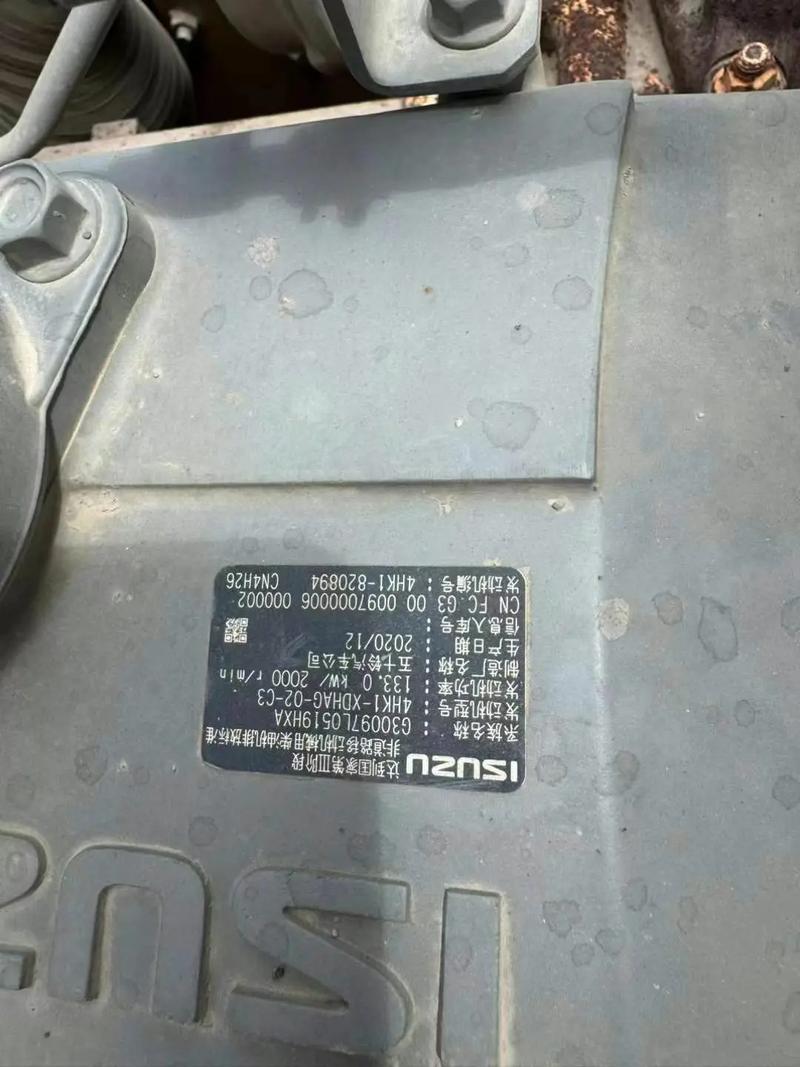 ISUZU 达到国家第III阶段
非道路移动机械用柴油机排放标准
系族名称：G30097L0519HXA
发动机型号：4HK1-XDHAG-02-C3
发动机功率：133.0 kW/ 2000 r/min
制造厂名称：五十铃汽车公司
生产日期：2020/12
信息入库号：
CN FC G3 00 0097000006 000002
发动机编号：4HK1-820894 CN4H26
ISUZ